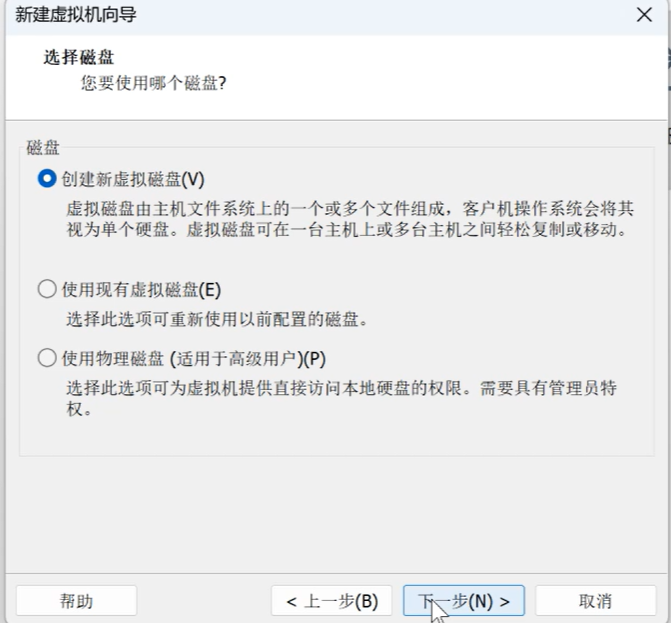 新建虚拟机向导
选择磁盘
您要使用哪个磁盘?
磁盘
创建新虚拟磁盘(V)
虚拟磁盘由主机文件系统上的一个或多个文件组成，客户机操作系统会将其
视为单个硬盘。虚拟磁盘可在一台主机上或多台主机之间轻松复制或移动。
使用现有虚拟磁盘(E)
选择此选项可重新使用以前配置的磁盘。
使用物理磁盘 (适用于高级用户)(P)
选择此选项可为虚拟机提供直接访问本地硬盘的权限。需要具有管理员特
权。
帮助
< 上一步(B)
下一步(N) >
取消